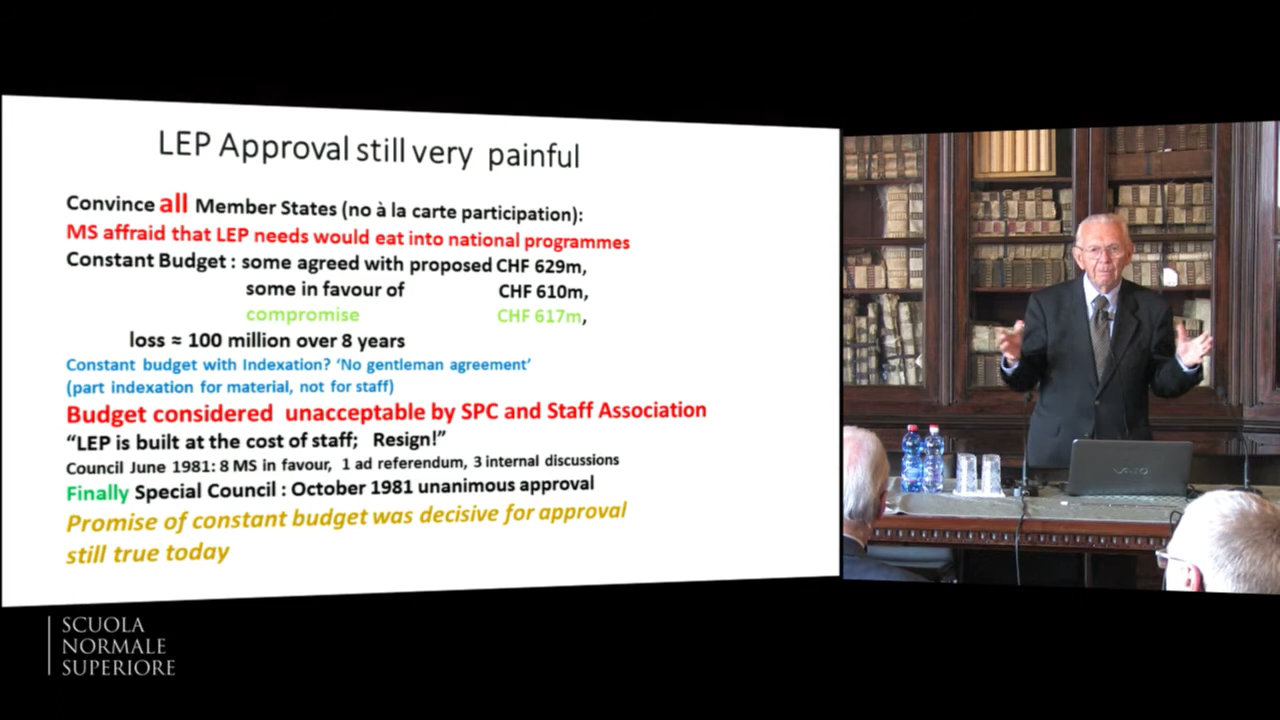 LEP Approval still very painful
Convince all Member States (no à la carte participation):
MS affraid that LEP needs would eat into national programmes
Constant Budget : some agreed with proposed CHF 629m,
some in favour of CHF 610m,
compromise CHF 617m,
loss ≈ 100 million over 8 years
Constant budget with Indexation? ‘No gentleman agreement’
(part indexation for material, not for staff)
Budget considered unacceptable by SPC and Staff Association
“LEP is built at the cost of staff; Resign!”
Council June 1981: 8 MS in favour, 1 ad referendum, 3 internal discussions
Finally Special Council : October 1981 unanimous approval
Promise of constant budget was decisive for approval
still true today
VAIO
SCUOLA
NORMALE
SUPERIORE